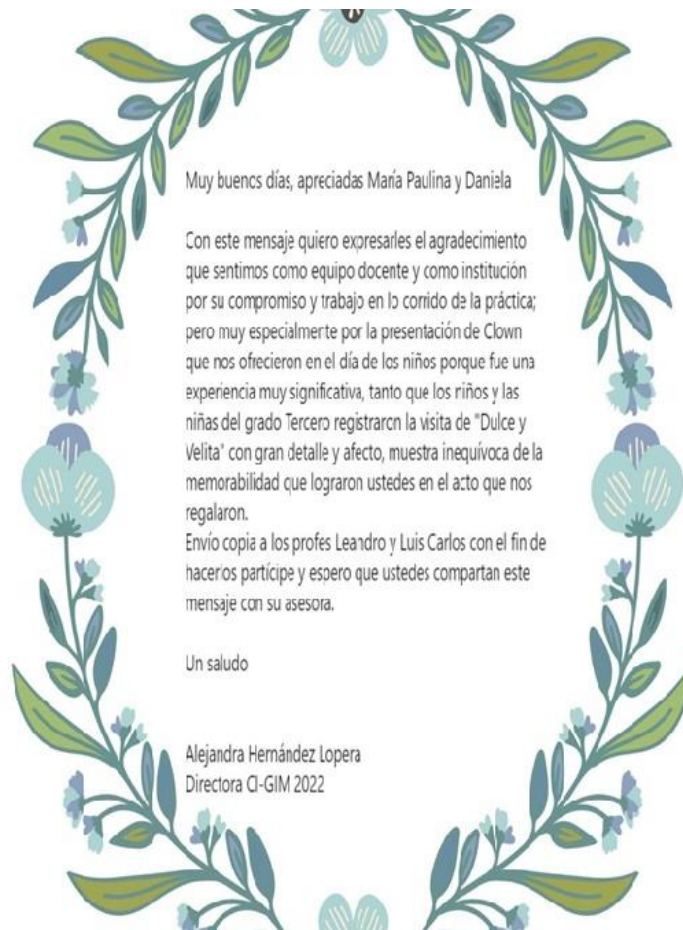 Muy buenos días, apreciadas María Paulina y Daniela
Con este mensaje quiero expresarles el agradecimiento
que sentimos como equipo docente y como institución
por su compromiso y trabajo en lo corrido de la práctica;
pero muy especialmente por la presentación de Clown
que nos ofrecieron en el día de los niños porque fue una
experiencia muy significativa, tanto que los niños y las
niñas del grado Tercero registraron la visita de "Dulce y
Velita" con gran detalle y afecto, muestra inequívoca de la
memorabilidad que lograron ustedes en el acto que nos
regalaron.
Envío copia a los profes Leandro y Luis Carlos con el fin de
hacerlos partícipe y espero que ustedes compartan este
mensaje con su asesora.
Un saludo
Alejandra Hernández Lopera
Directora CI-GIM 2022